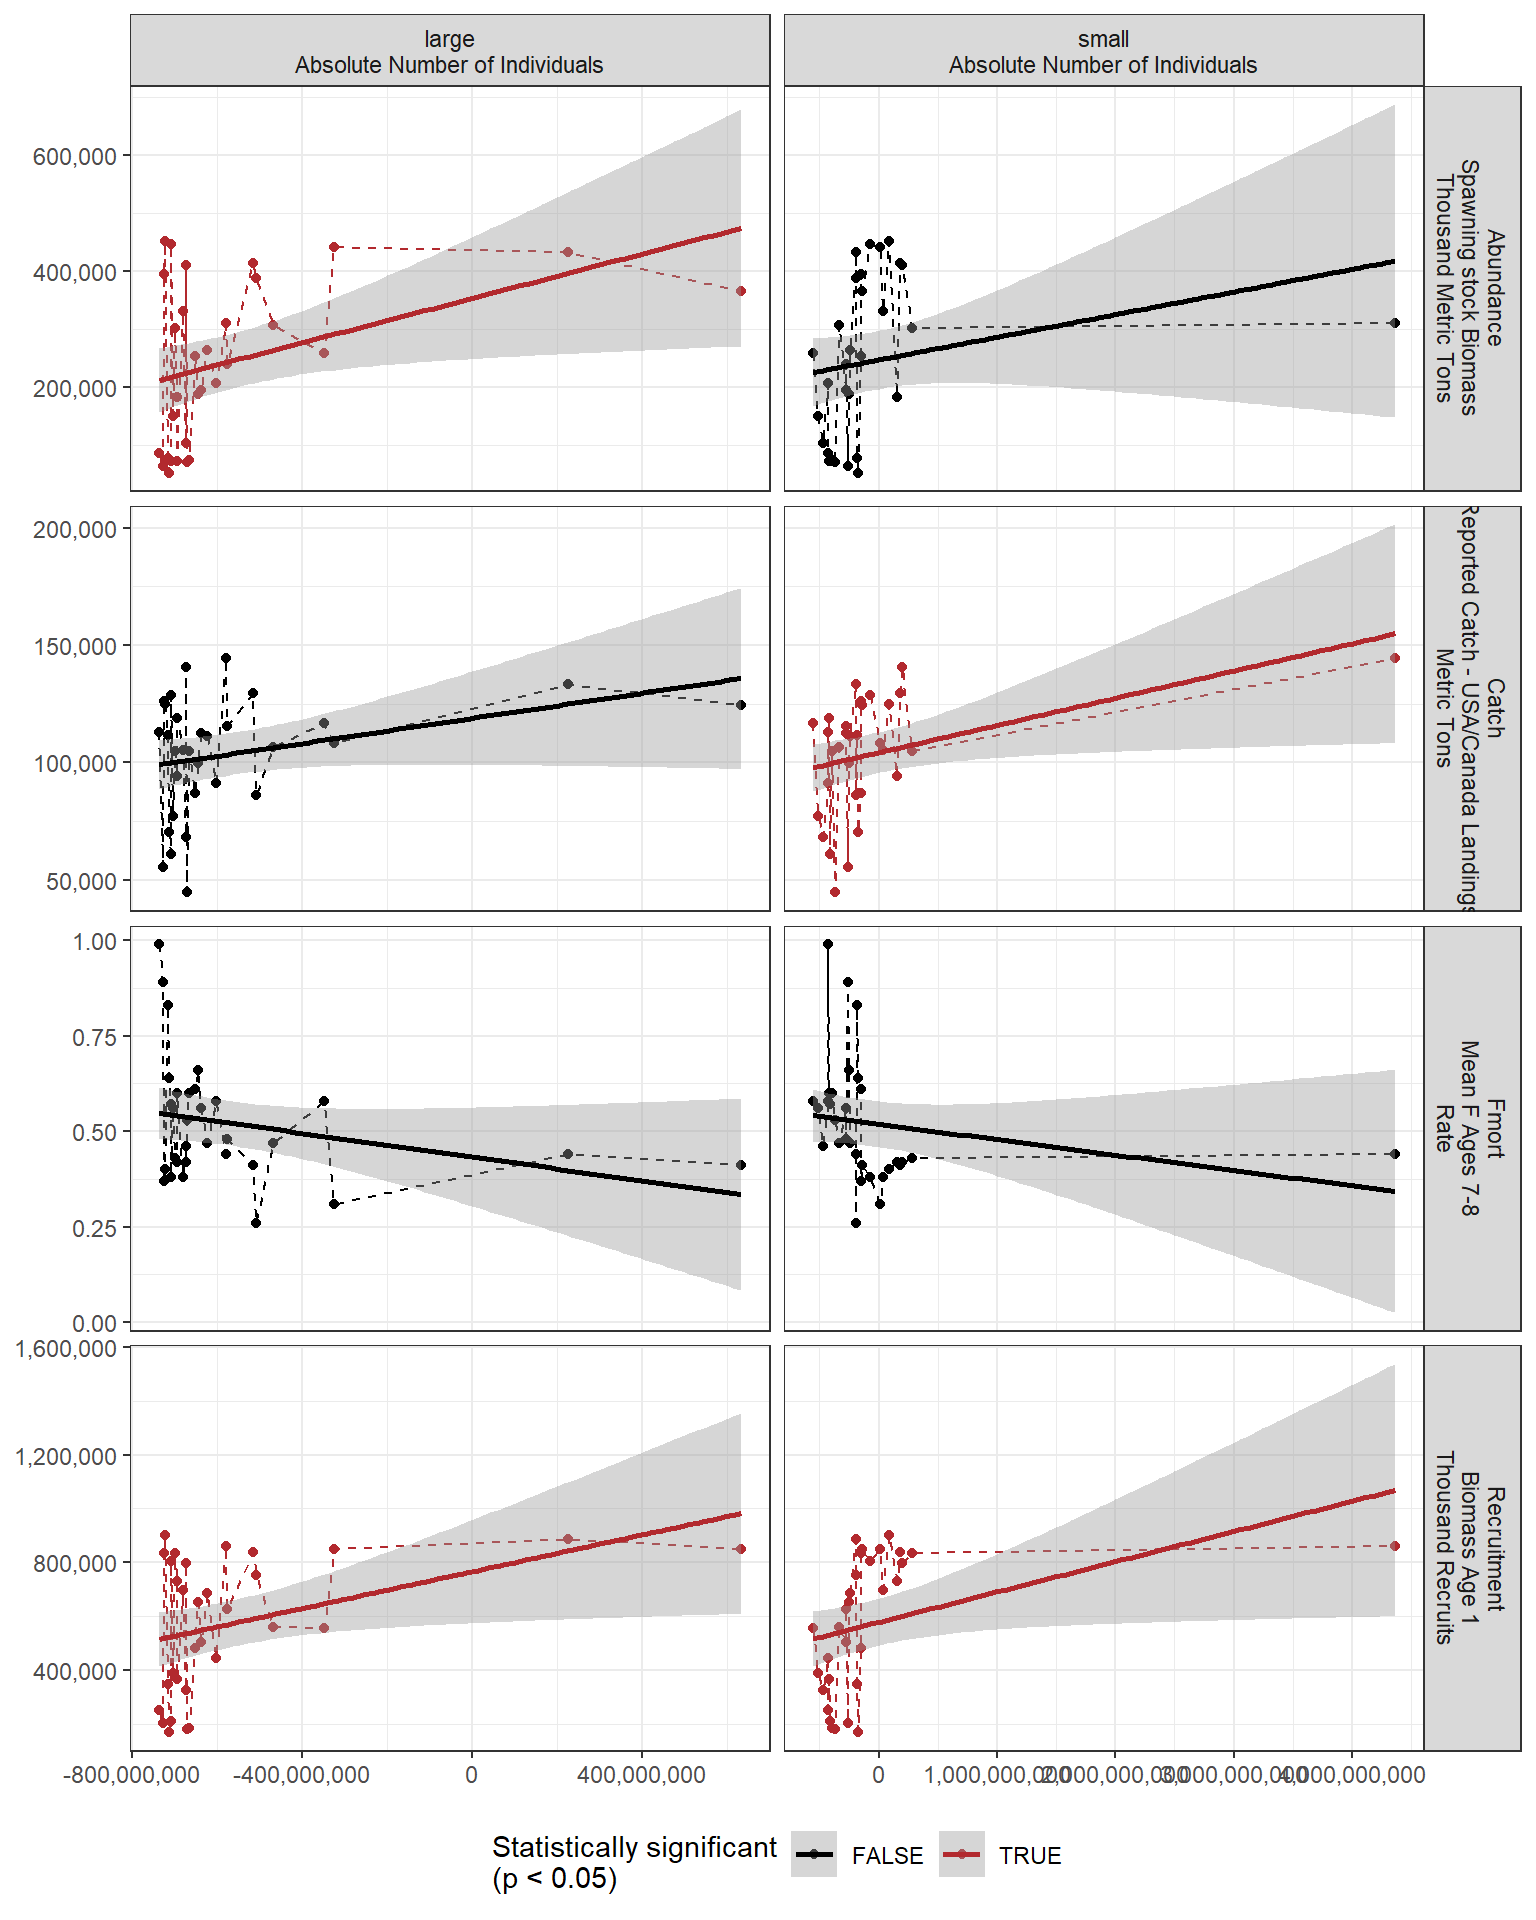 large
Absolute Number of Individuals
small
Absolute Number of Individuals
600,000
400,000
200,000
Abundance
Spawning stock Biomass
Thousand Metric Tons
200,000
150,000
100,000
50,000
Catch
Reported Catch - USA/Canada Landings
Metric Tons
1.00
0.75
0.50
0.25
0.00
Fmort
Mean F Ages 7-8
Rate
1,600,000
1,200,000
800,000
400,000
Recruitment
Biomass Age 1
Thousand Recruits
-800,000,000
-400,000,000
0
400,000,000
0
1,000,000,000
2,000,000,000
3,000,000,000
4,000,000,000
Statistically significant
(p < 0.05)
FALSE
TRUE